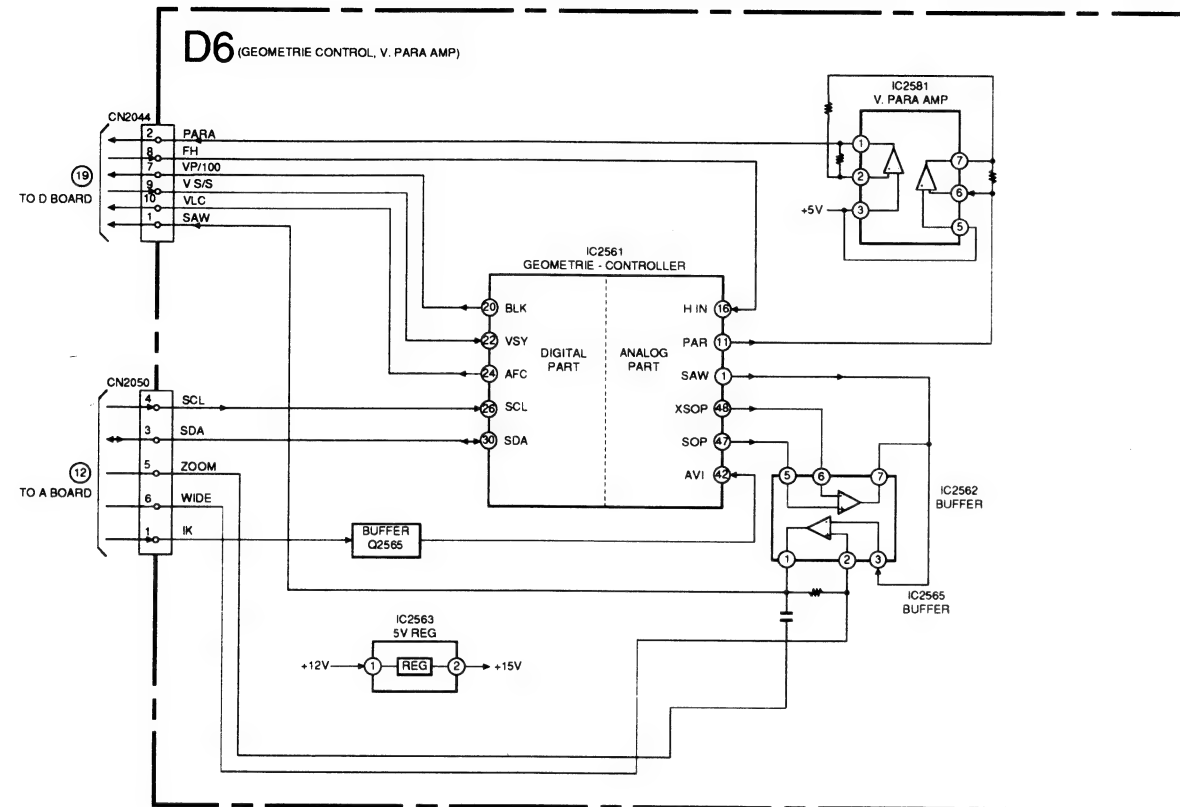 D6 (GEOMETRIE CONTROL, V. PARA AMP)
CN2044
2 PARA
8 FH
7 VP/100
9 V S/S
10 VLC
1 SAW
19
TO D BOARD
IC2581
V. PARA AMP
1
2
3
7
6
5
+5V
IC2561
GEOMETRIE - CONTROLLER
20 BLK
22 VSY
24 AFC
26 SCL
30 SDA
DIGITAL
PART
ANALOG
PART
H IN 16
PAR 11
SAW 1
XSOP 48
SOP 47
AVI 42
CN2050
4 SCL
3 SDA
5 ZOOM
6 WIDE
1 IK
12
TO A BOARD
BUFFER
Q2565
5 6 7
IC2562
BUFFER
1 2 3
IC2565
BUFFER
IC2563
5V REG
+12V 1 REG 2 +15V